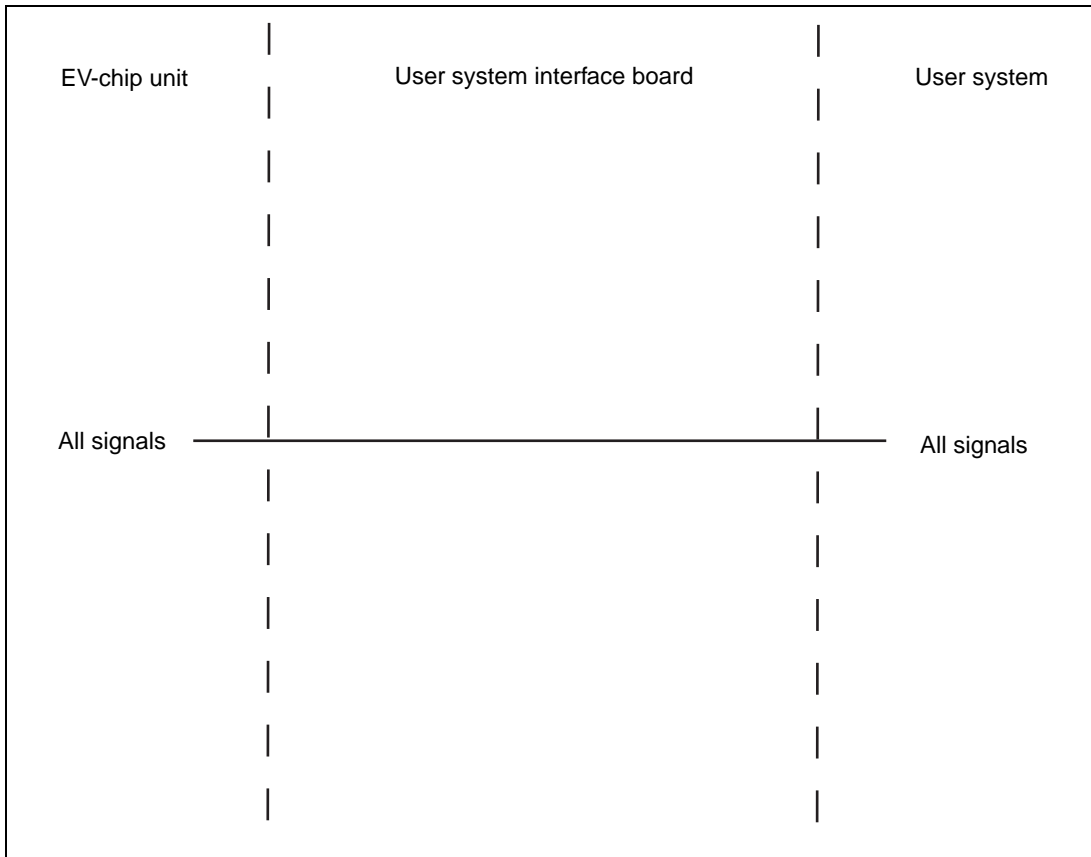 EV-chip unit
User system interface board
User system
All signals
All signals